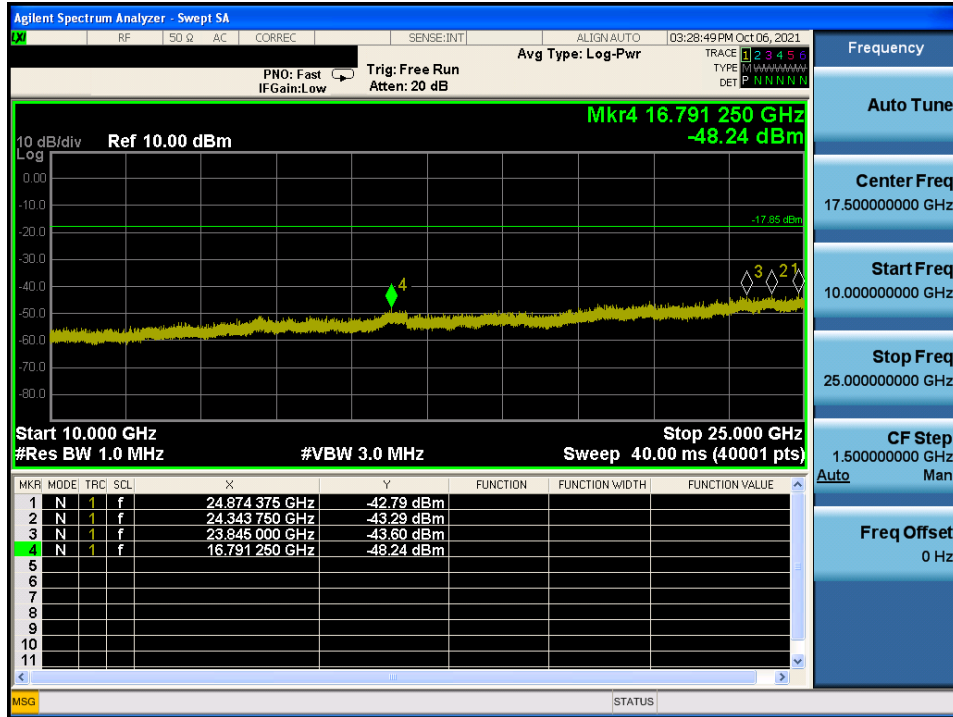 Agilent Spectrum Analyzer - Swept SA
LXI RF 50 Ω AC CORREC SENSE:INT ALIGN AUTO 03:28:49 PM Oct 06, 2021
Frequency
Avg Type: Log-Pwr
TRACE 1 2 3 4 5 6
PNO: Fast
Trig: Free Run
TYPE M W W W W W
IFGain:Low
Atten: 20 dB
DET P N N N N N
Auto Tune
Mkr4 16.791 250 GHz
-48.24 dBm
10 dB/div Ref 10.00 dBm
Log
0.00
-10.0
-17.85 dBm
-20.0
-30.0
-40.0
-50.0
-60.0
-70.0
-80.0
4
3
2
1
Center Freq
17.500000000 GHz
Start Freq
10.000000000 GHz
Stop Freq
25.000000000 GHz
Start 10.000 GHz Stop 25.000 GHz
#Res BW 1.0 MHz #VBW 3.0 MHz Sweep 40.00 ms (40001 pts)
CF Step
1.500000000 GHz
Auto Man
MKR MODE TRC SCL X Y FUNCTION FUNCTION WIDTH FUNCTION VALUE
1 N 1 f 24.874 375 GHz -42.79 dBm
2 N 1 f 24.343 750 GHz -43.29 dBm
3 N 1 f 23.845 000 GHz -43.60 dBm
4 N 1 f 16.791 250 GHz -48.24 dBm
5
6
7
8
9
10
11
Freq Offset
0 Hz
MSG STATUS